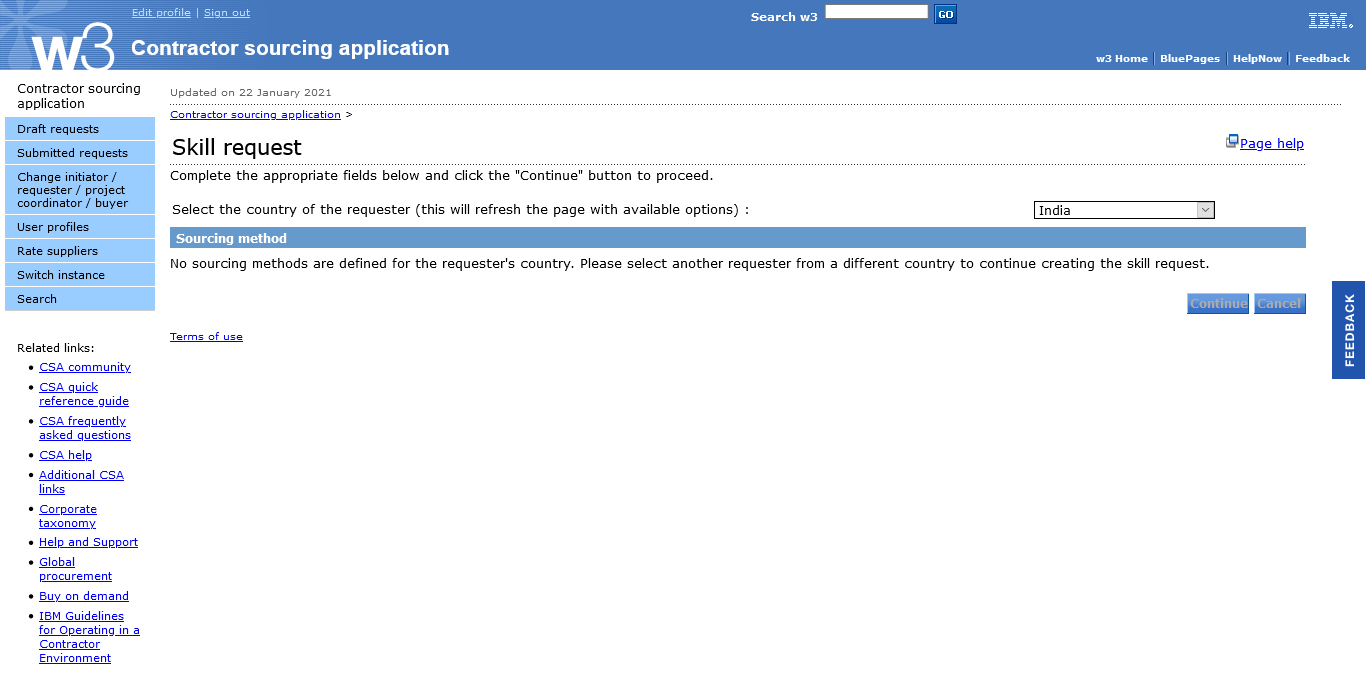 Edit profile | Sign out
Search w3 GO
IBM.
w3 Contractor sourcing application
w3 Home | BluePages | HelpNow | Feedback
Contractor sourcing
application
Draft requests
Submitted requests
Change initiator /
requester / project
coordinator / buyer
User profiles
Rate suppliers
Switch instance
Search
Related links:
• CSA community
• CSA quick
reference guide
• CSA frequently
asked questions
• CSA help
• Additional CSA
links
• Corporate
taxonomy
• Help and Support
• Global
procurement
• Buy on demand
• IBM Guidelines
for Operating in a
Contractor
Environment
Updated on 22 January 2021
Contractor sourcing application >
Skill request
Page help
Complete the appropriate fields below and click the "Continue" button to proceed.
Select the country of the requester (this will refresh the page with available options) : India
Sourcing method
No sourcing methods are defined for the requester's country. Please select another requester from a different country to continue creating the skill request.
Continue Cancel
Terms of use
FEEDBACK